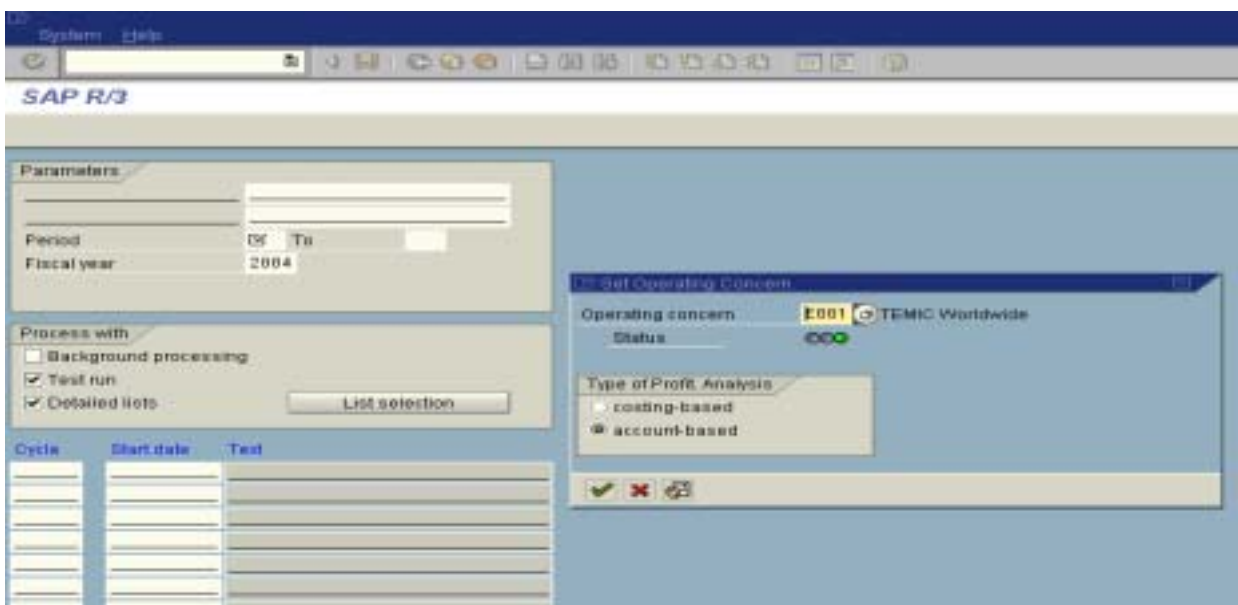 System Help
SAP R/3
Parameters
Period To
Fiscal year 2004
Process with
Background processing
Test run
Detailed lists
List selection
Cycle Start date Text
Set Operating Concern
Operating concern E001 TEMIC Worldwide
Status
Type of Profit. Analysis
costing-based
account-based